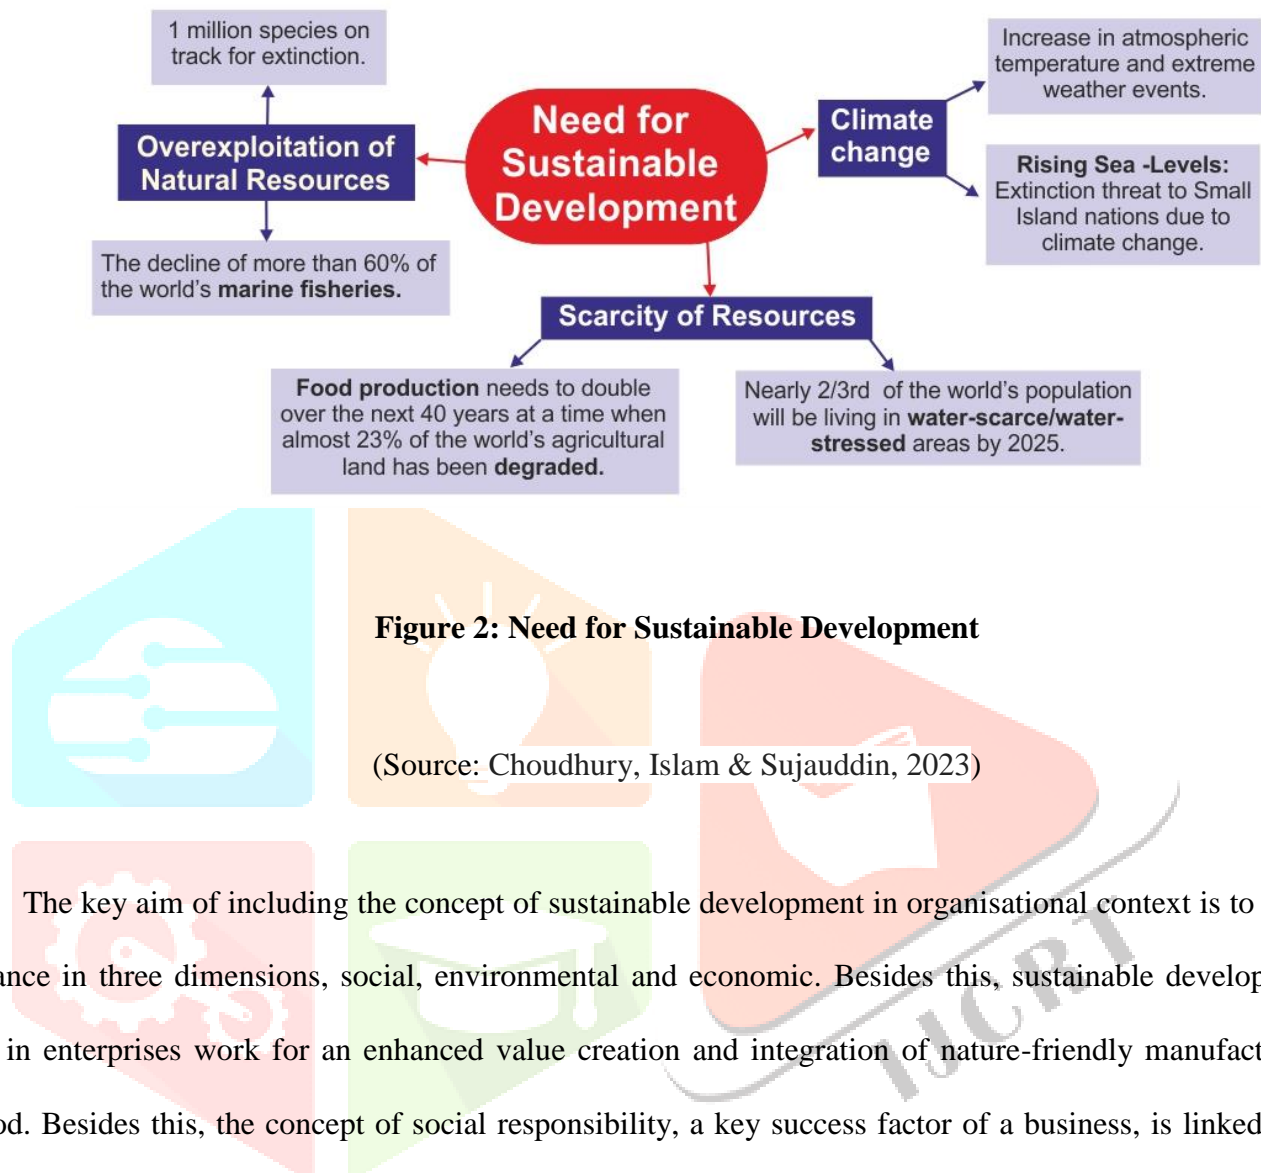 1 million species on
track for extinction.
Overexploitation of
Natural Resources
The decline of more than 60% of
the world's marine fisheries.
Need for
Sustainable
Development
Climate
change
Increase in atmospheric
temperature and extreme
weather events.
Rising Sea -Levels:
Extinction threat to Small
Island nations due to
climate change.
Scarcity of Resources
Food production needs to double
over the next 40 years at a time when
almost 23% of the world's agricultural
land has been degraded.
Nearly 2/3rd of the world's population
will be living in water-scarce/water-
stressed areas by 2025.
Figure 2: Need for Sustainable Development
(Source: Choudhury, Islam & Sujauddin, 2023)
The key aim of including the concept of sustainable development in organisational context is to
ance in three dimensions, social, environmental and economic. Besides this, sustainable develop
in enterprises work for an enhanced value creation and integration of nature-friendly manufact
od. Besides this, the concept of social responsibility, a key success factor of a business, is linked
IJCRT